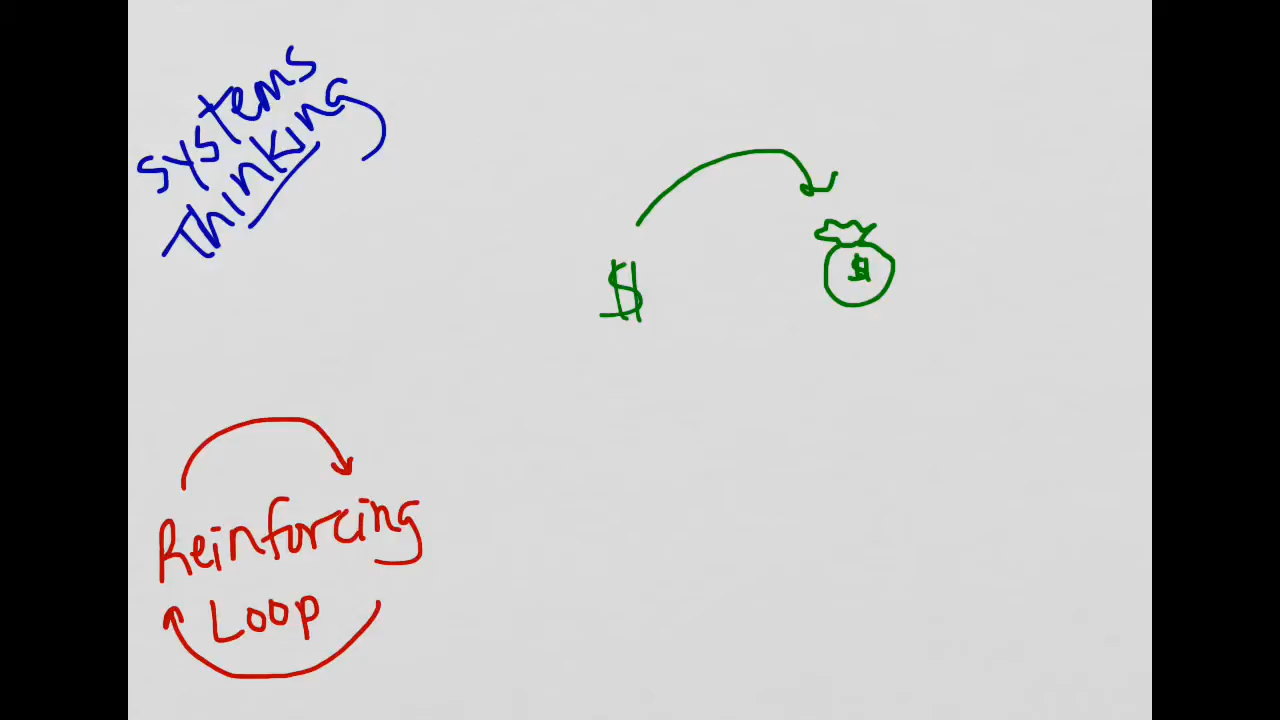 systems
Thinking
$
$
Reinforcing
Loop